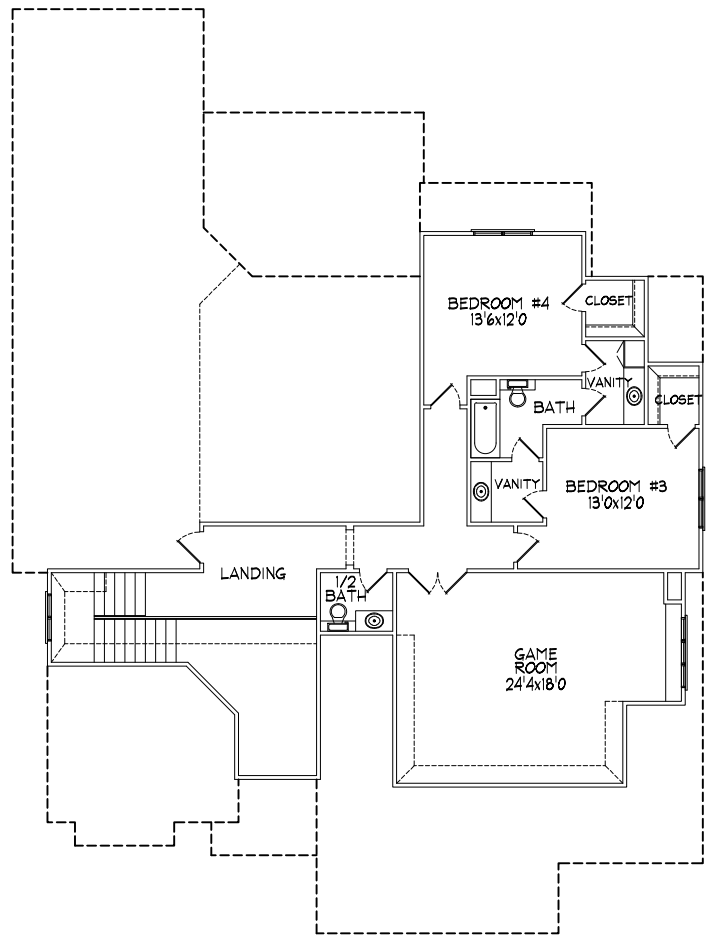 BEDROOM #4
13'6x12'0
CLOSET
VANITY
BATH
CLOSET
VANITY
BEDROOM #3
13'0x12'0
LANDING
1/2
BATH
GAME
ROOM
24'4x18'0